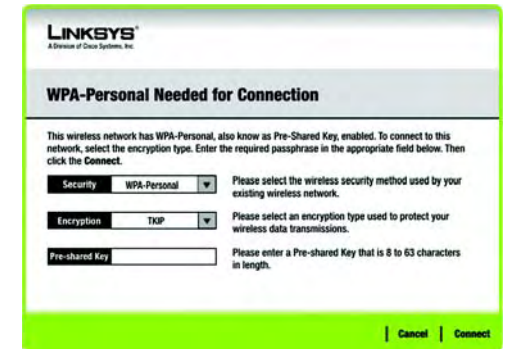 LINKSYS®
A Division of Cisco Systems, Inc.
WPA-Personal Needed for Connection
This wireless network has WPA-Personal, also know as Pre-Shared Key, enabled. To connect to this
network, select the encryption type. Enter the required passphrase in the appropriate field below. Then
click the Connect.
Security WPA-Personal Please select the wireless security method used by your
existing wireless network.
Encryption TKIP Please select an encryption type used to protect your
wireless data transmissions.
Pre-shared Key Please enter a Pre-shared Key that is 8 to 63 characters
in length.
Cancel Connect